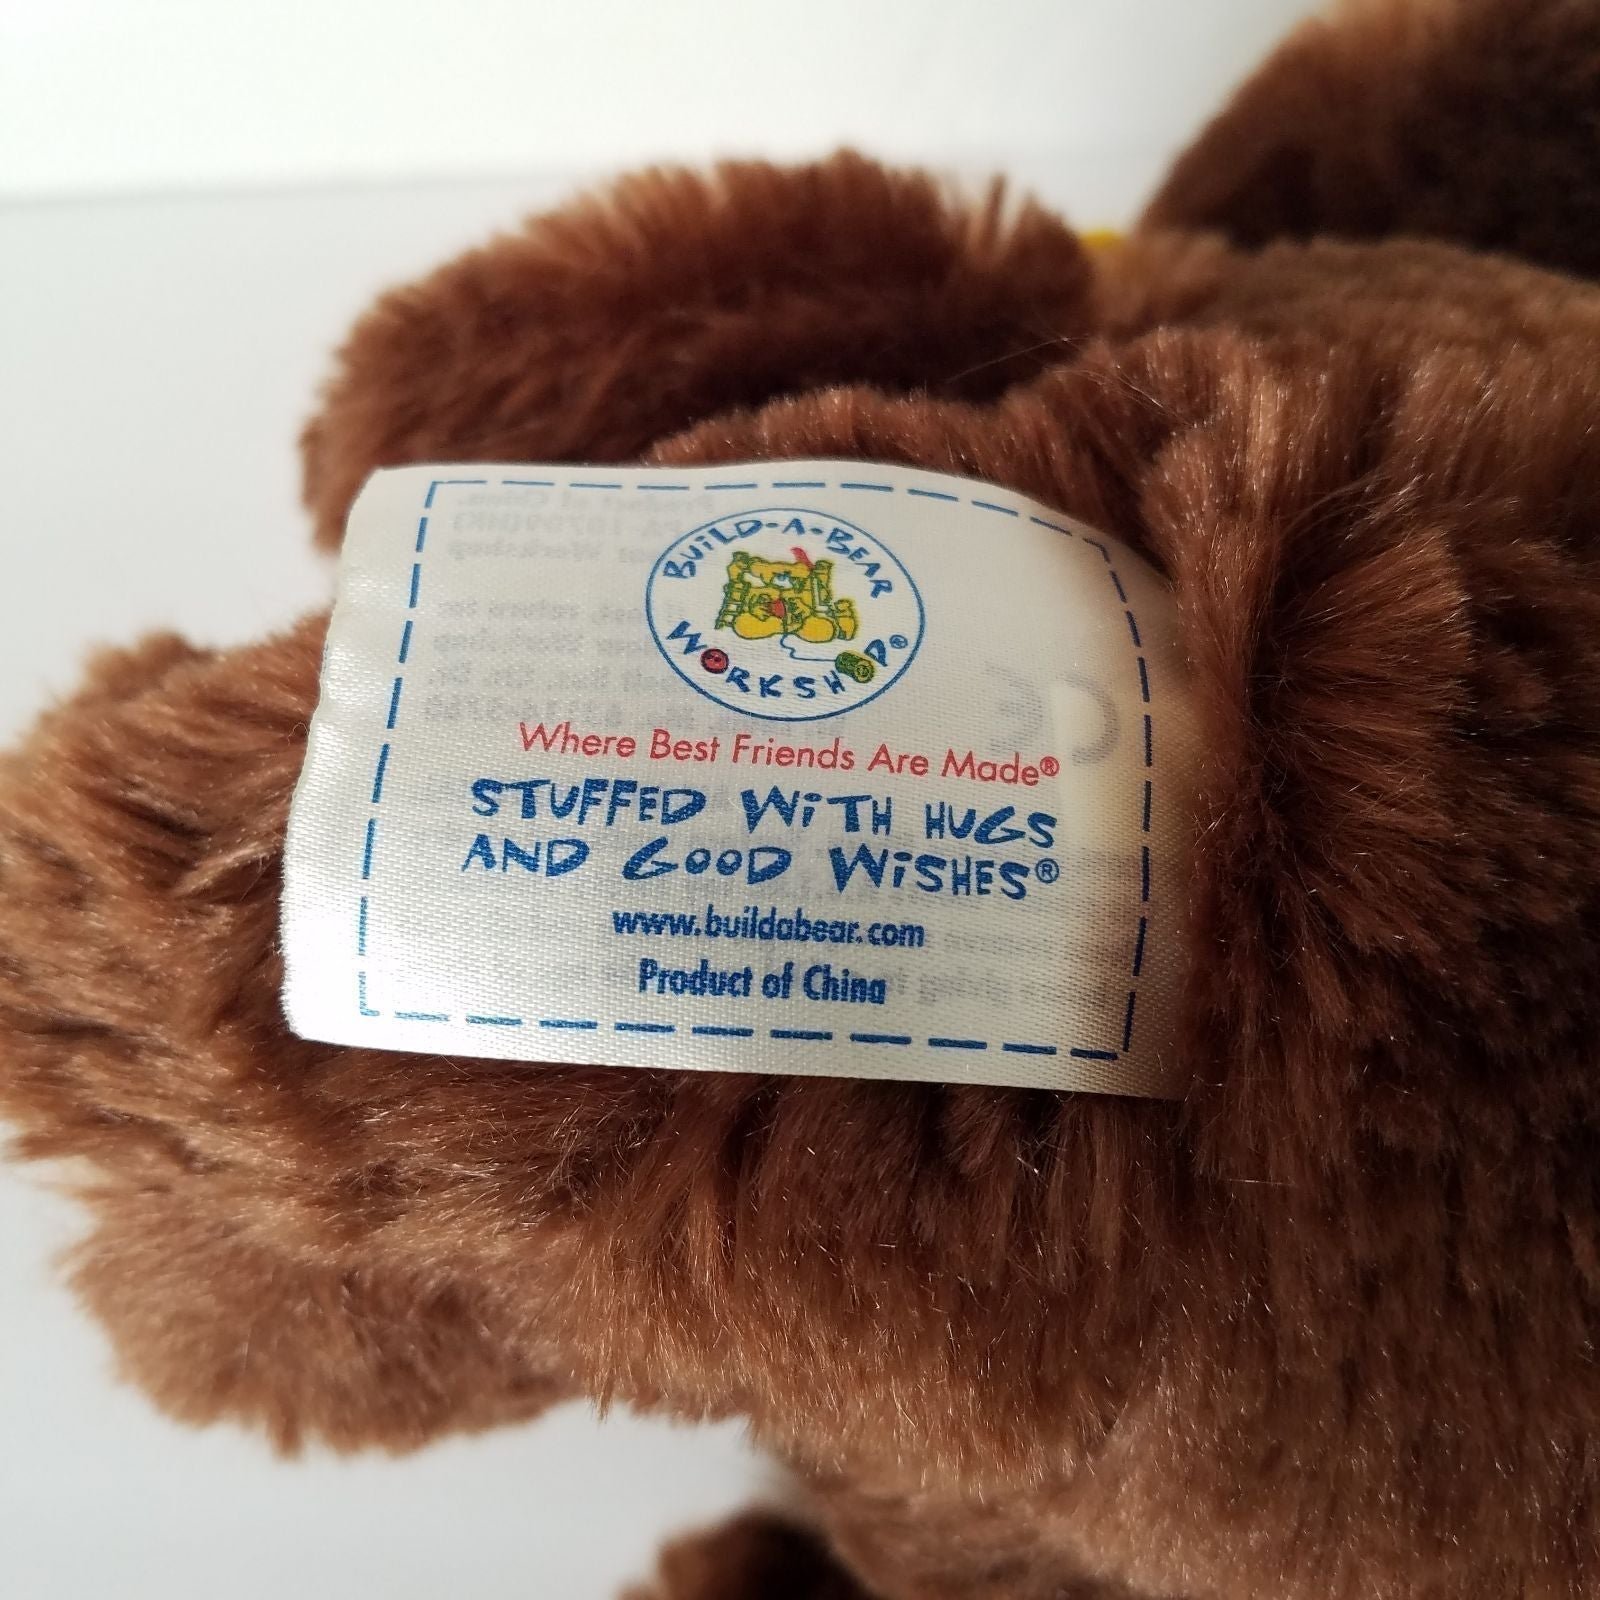 BUiLD-A-BEAR
WORKSHOP®
Where Best Friends Are Made®
STUFFED WiTH HUGS
AND GOOD WiSHES®
www.buildabear.com
Product of China